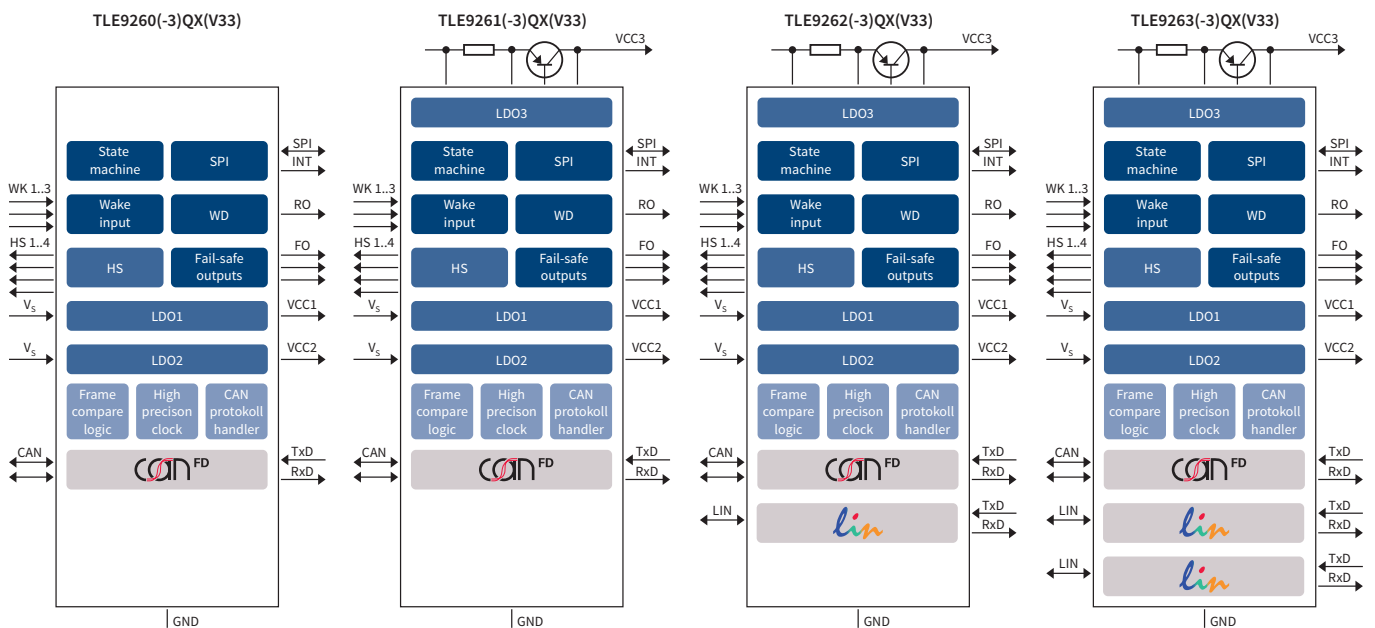 TLE9260(-3)QX(V33)
State
machine
SPI
SPI
INT
WK 1..3
Wake
input
WD
RO
HS 1..4
HS
Fail-safe
outputs
FO
VS
LDO1
VCC1
VS
LDO2
VCC2
Frame
compare
logic
High
precison
clock
CAN
protokoll
handler
CAN
CAN FD
TxD
RxD
GND
TLE9261(-3)QX(V33)
VCC3
LDO3
State
machine
SPI
SPI
INT
WK 1..3
Wake
input
WD
RO
HS 1..4
HS
Fail-safe
outputs
FO
VS
LDO1
VCC1
VS
LDO2
VCC2
Frame
compare
logic
High
precison
clock
CAN
protokoll
handler
CAN
CAN FD
TxD
RxD
GND
TLE9262(-3)QX(V33)
VCC3
LDO3
State
machine
SPI
SPI
INT
WK 1..3
Wake
input
WD
RO
HS 1..4
HS
Fail-safe
outputs
FO
VS
LDO1
VCC1
VS
LDO2
VCC2
Frame
compare
logic
High
precison
clock
CAN
protokoll
handler
CAN
CAN FD
TxD
RxD
LIN
lin
TxD
RxD
GND
TLE9263(-3)QX(V33)
VCC3
LDO3
State
machine
SPI
SPI
INT
WK 1..3
Wake
input
WD
RO
HS 1..4
HS
Fail-safe
outputs
FO
VS
LDO1
VCC1
VS
LDO2
VCC2
Frame
compare
logic
High
precison
clock
CAN
protokoll
handler
CAN
CAN FD
TxD
RxD
LIN
lin
TxD
RxD
LIN
lin
TxD
RxD
GND